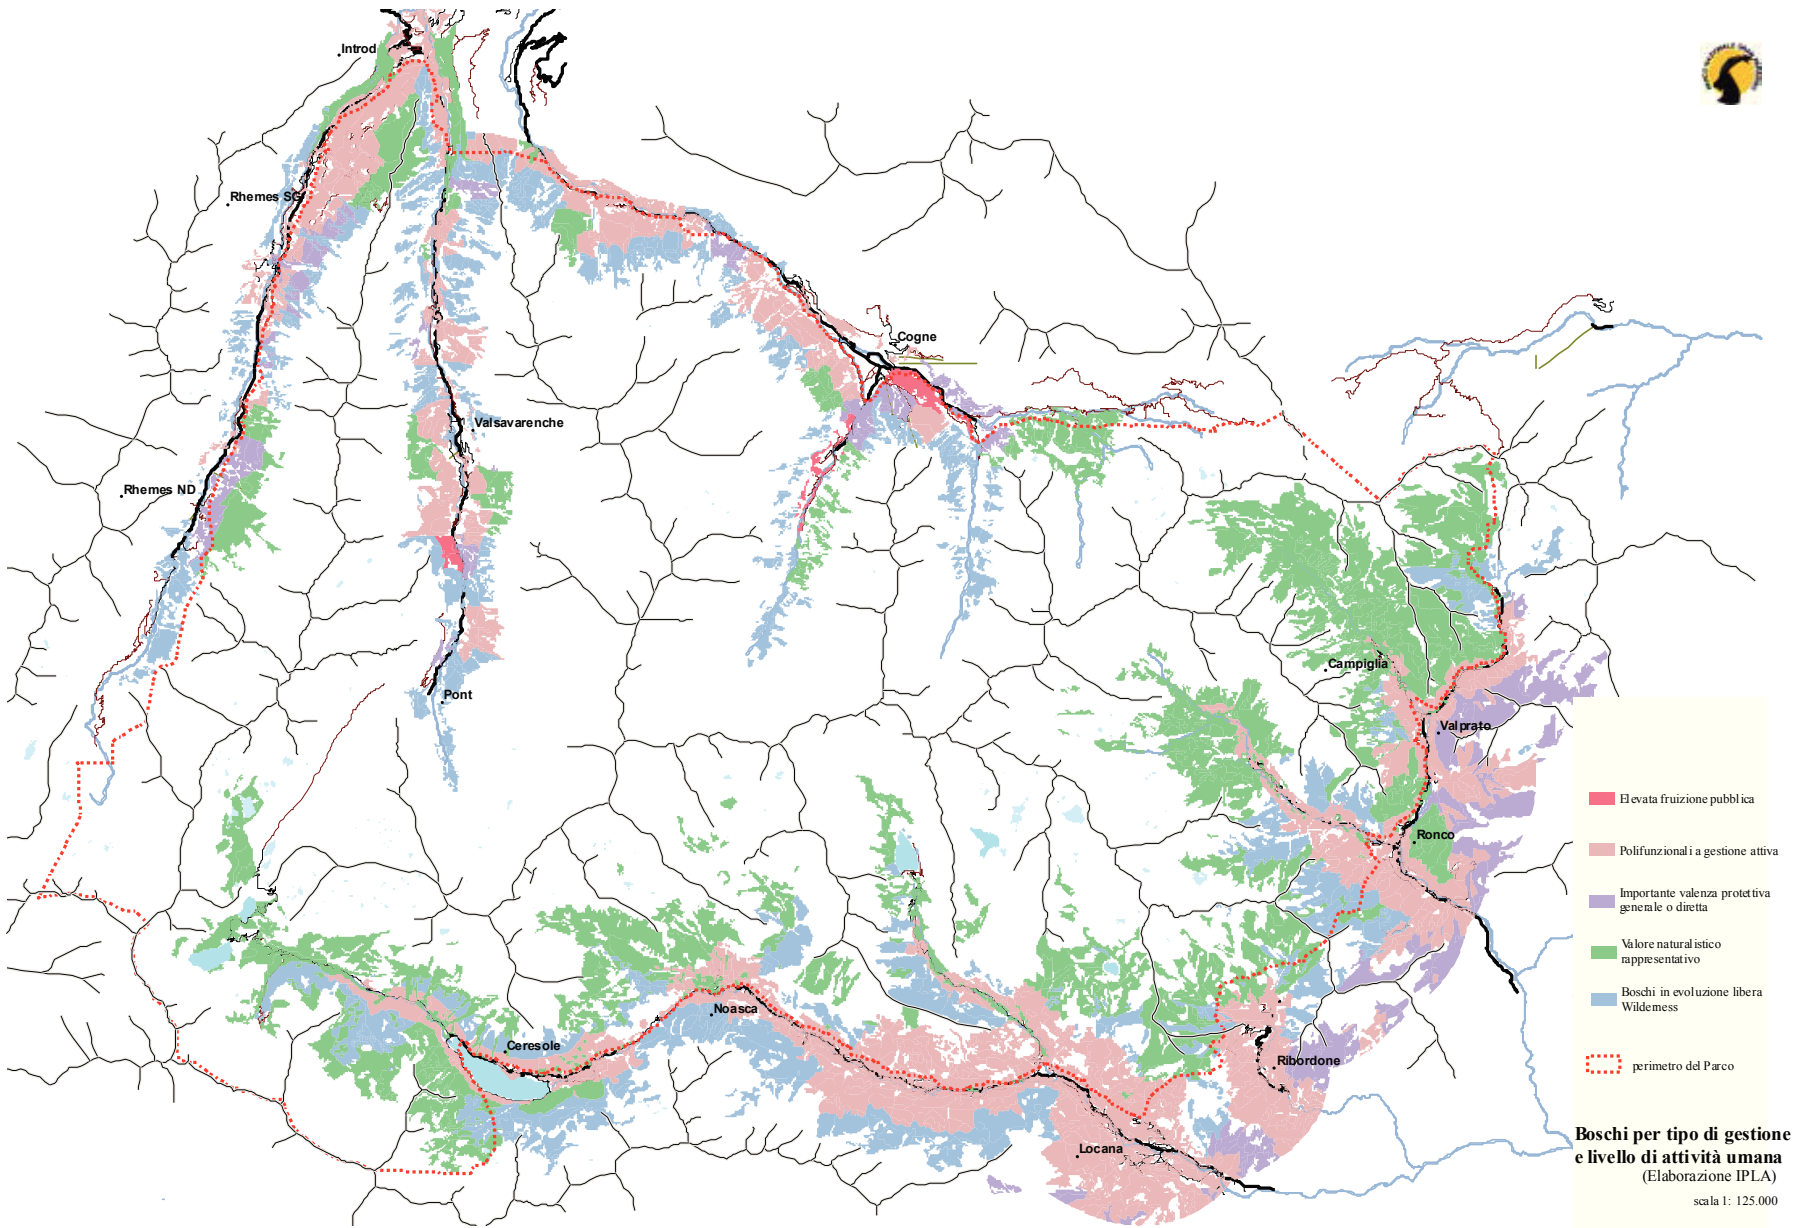 Introd
Rhemes SG
Cogne
Valsavarenche
Rhemes ND
Campiglia
Pont
Valprato
Ronco
Noasca
Ceresole
Ribordone
Locana
Elevata fruizione pubblica
Polifunzionali a gestione attiva
Importante valenza protettiva
generale o diretta
Valore naturalistico
rappresentativo
Boschi in evoluzione libera
Wilderness
perimetro del Parco
Boschi per tipo di gestione
e livello di attività umana
(Elaborazione IPLA)
scala 1: 125.000